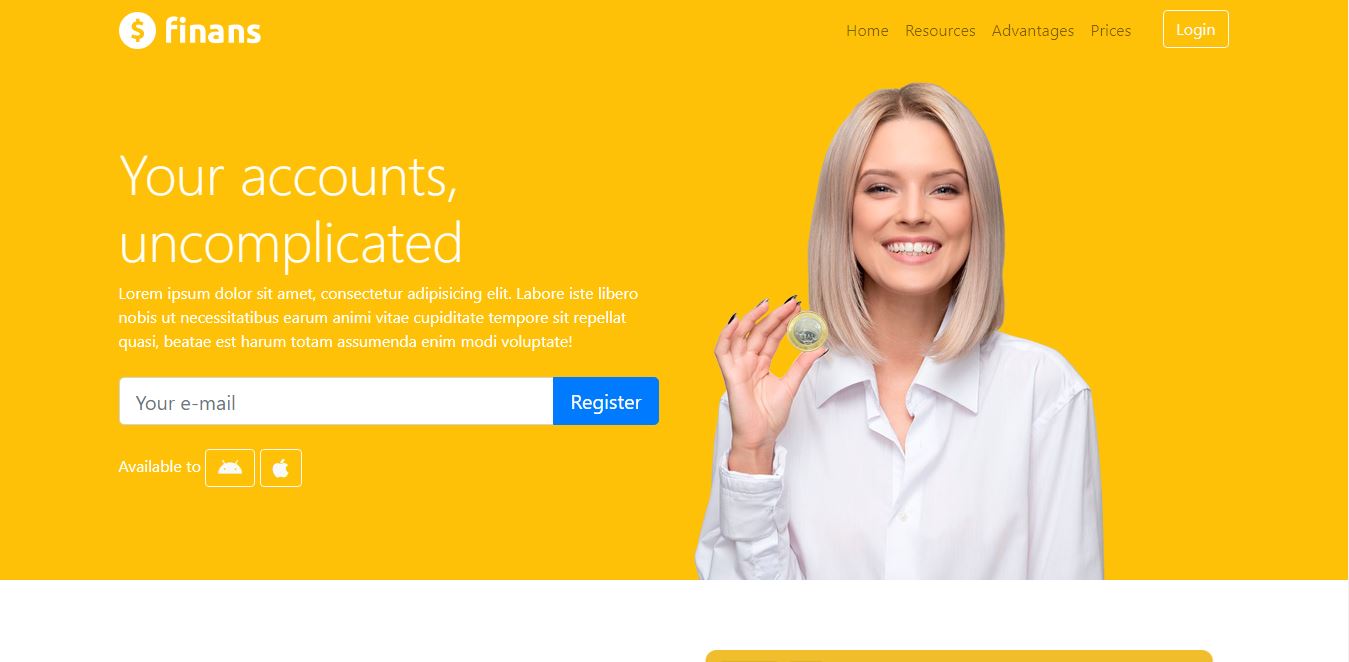 finans
Home Resources Advantages Prices Login
Your accounts,
uncomplicated
Lorem ipsum dolor sit amet, consectetur adipisicing elit. Labore iste libero
nobis ut necessitatibus earum animi vitae cupiditate tempore sit repellat
quasi, beatae est harum totam assumenda enim modi voluptate!
Your e-mail
Register
Available to